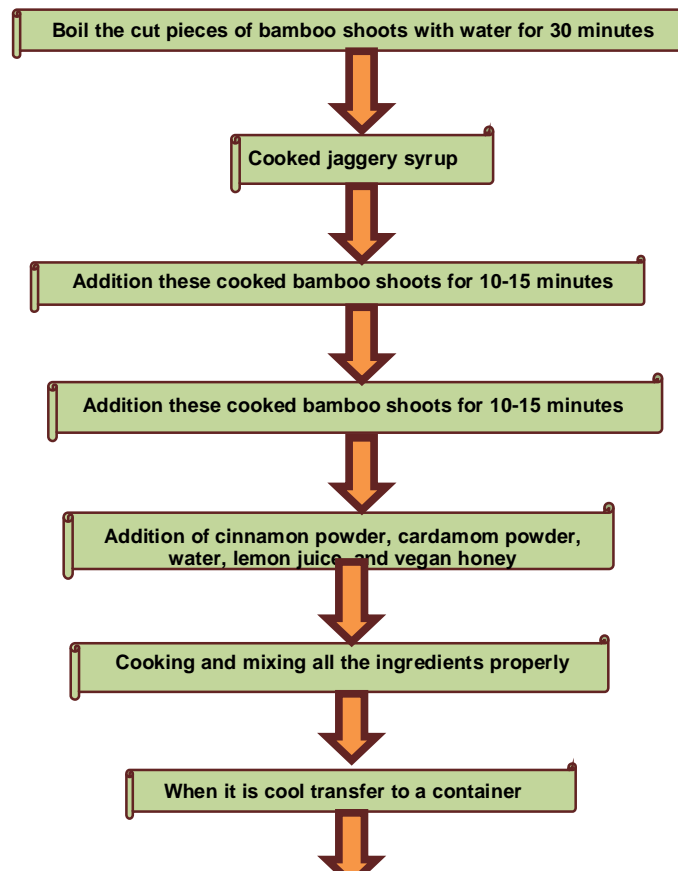 Boil the cut pieces of bamboo shoots with water for 30 minutes
Cooked jaggery syrup
Addition these cooked bamboo shoots for 10-15 minutes
Addition these cooked bamboo shoots for 10-15 minutes
Addition of cinnamon powder, cardamom powder,
water, lemon juice, and vegan honey
Cooking and mixing all the ingredients properly
When it is cool transfer to a container